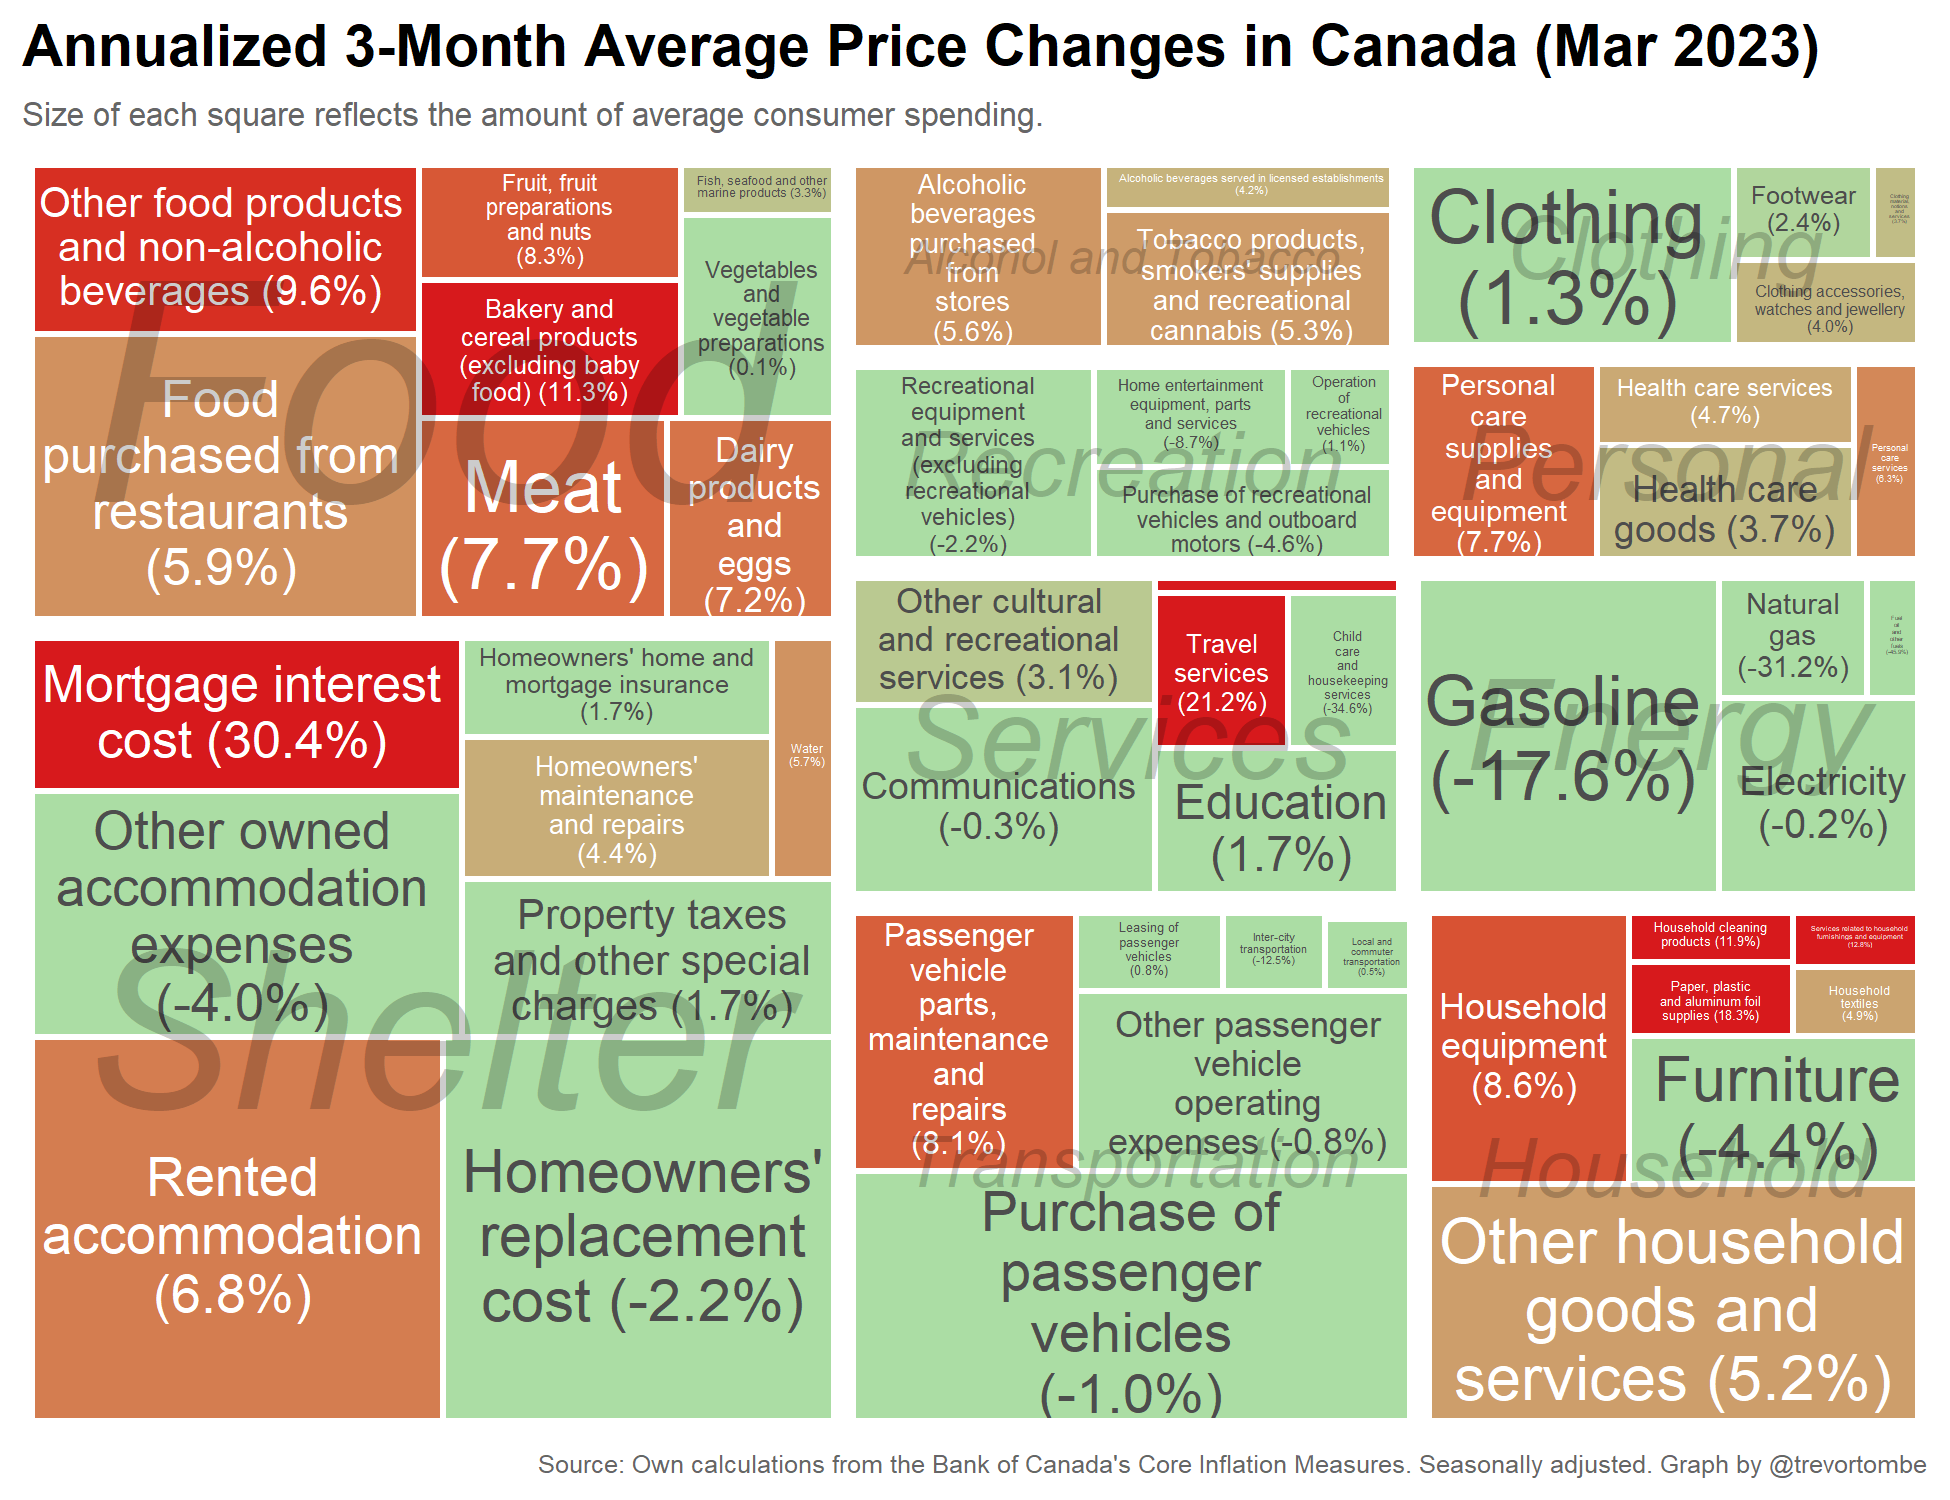 Annualized 3-Month Average Price Changes in Canada (Mar 2023)
Size of each square reflects the amount of average consumer spending.
Other food products
and non-alcoholic
beverages (9.6%)
Food
purchased from
restaurants
(5.9%)
Fruit, fruit
preparations
and nuts
(8.3%)
Bakery and
cereal products
(excluding baby
food) (11.3%)
Fish, seafood and other
marine products (3.3%)
Vegetables
and
vegetable
preparations
(0.1%)
Meat
(7.7%)
Dairy
products
and
eggs
(7.2%)
Food
Alcoholic
beverages
purchased
from
stores
(5.6%)
Alcoholic beverages served in licensed establishments
(4.2%)
Tobacco products,
smokers' supplies
and recreational
cannabis (5.3%)
Alcohol and Tobacco
Clothing
(1.3%)
Footwear
(2.4%)
Clothing
material,
notions
and
services
(3.7%)
Clothing accessories,
watches and jewellery
(4.0%)
Clothing
Recreational
equipment
and services
(excluding
recreational
vehicles)
(-2.2%)
Home entertainment
equipment, parts
and services
(-8.7%)
Operation
of
recreational
vehicles
(1.1%)
Purchase of recreational
vehicles and outboard
motors (-4.6%)
Recreation
Personal
care
supplies
and
equipment
(7.7%)
Health care services
(4.7%)
Health care
goods (3.7%)
Personal
care
services
(6.3%)
Personal
Mortgage interest
cost (30.4%)
Other owned
accommodation
expenses
(-4.0%)
Homeowners' home and
mortgage insurance
(1.7%)
Homeowners'
maintenance
and repairs
(4.4%)
Water
(5.7%)
Property taxes
and other special
charges (1.7%)
Rented
accommodation
(6.8%)
Homeowners'
replacement
cost (-2.2%)
Shelter
Other cultural
and recreational
services (3.1%)
Travel
services
(21.2%)
Child
care
and
housekeeping
services
(-34.6%)
Communications
(-0.3%)
Education
(1.7%)
Services
Gasoline
(-17.6%)
Natural
gas
(-31.2%)
Fuel
oil
and
other
fuels
Electricity
(-0.2%)
Energy
Passenger
vehicle
parts,
maintenance
and
repairs
(8.1%)
Leasing of
passenger
vehicles
(0.8%)
Inter-city
transportation
(-12.5%)
Local and
commuter
transportation
(0.5%)
Other passenger
vehicle
operating
expenses (-0.8%)
Purchase of
passenger
vehicles
(-1.0%)
Transportation
Household
equipment
(8.6%)
Household cleaning
products (11.9%)
Services related to household
furnishings and equipment
(12.8%)
Paper, plastic
and aluminum foil
supplies (18.3%)
Household
textiles
(4.9%)
Furniture
(-4.4%)
Other household
goods and
services (5.2%)
Household
Source: Own calculations from the Bank of Canada's Core Inflation Measures. Seasonally adjusted. Graph by @trevortombe